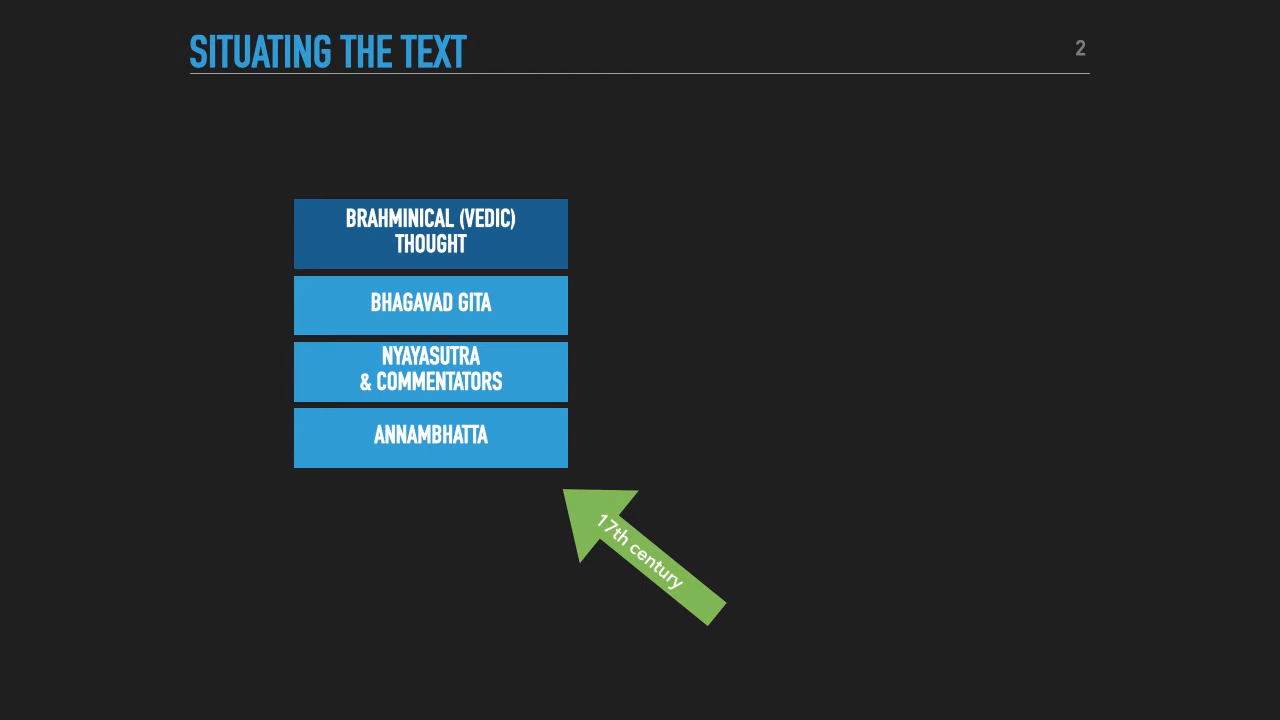 SITUATING THE TEXT
2
BRAHMINICAL (VEDIC)
THOUGHT
BHAGAVAD GITA
NYAYASUTRA
& COMMENTATORS
ANNAMBHATTA
17th century